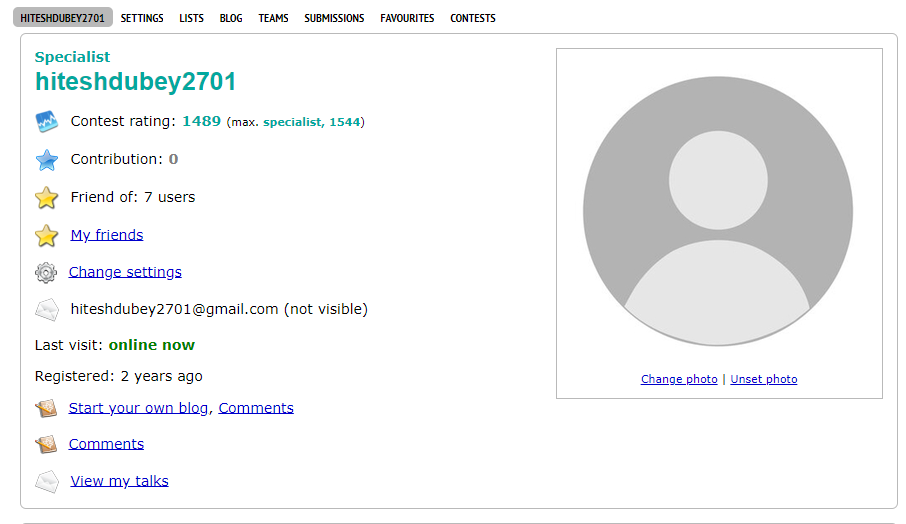 HITESHDUBEY2701 SETTINGS LISTS BLOG TEAMS SUBMISSIONS FAVOURITES CONTESTS
Specialist
hiteshdubey2701
Contest rating: 1489 (max. specialist, 1544)
Contribution: 0
Friend of: 7 users
My friends
Change settings
hiteshdubey2701@gmail.com (not visible)
Last visit: online now
Registered: 2 years ago
Start your own blog, Comments
Comments
View my talks
Change photo | Unset photo